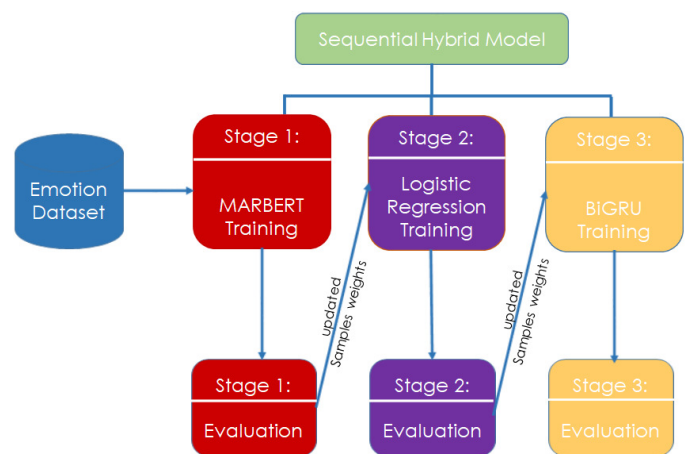 Sequential Hybrid Model
Emotion
Dataset
Stage 1:
MARBERT
Training
Stage 2:
Logistic
Regression
Training
Stage 3:
BiGRU
Training
updated
Samples weights
updated
Samples weights
Stage 1:
Evaluation
Stage 2:
Evaluation
Stage 3:
Evaluation